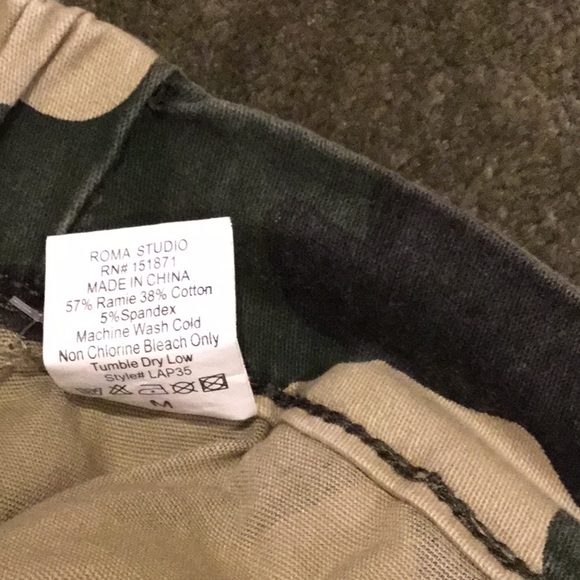 ROMA STUDIO
RN# 151871
MADE IN CHINA
57% Ramie 38% Cotton
5%Spandex
Machine Wash Cold
Non Chlorine Bleach Only
Tumble Dry Low
Style# LAP35
M